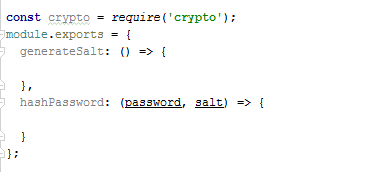 const crypto = require('crypto');
module.exports = {
generateSalt: () => {
},
hashPassword: (password, salt) => {
}
};